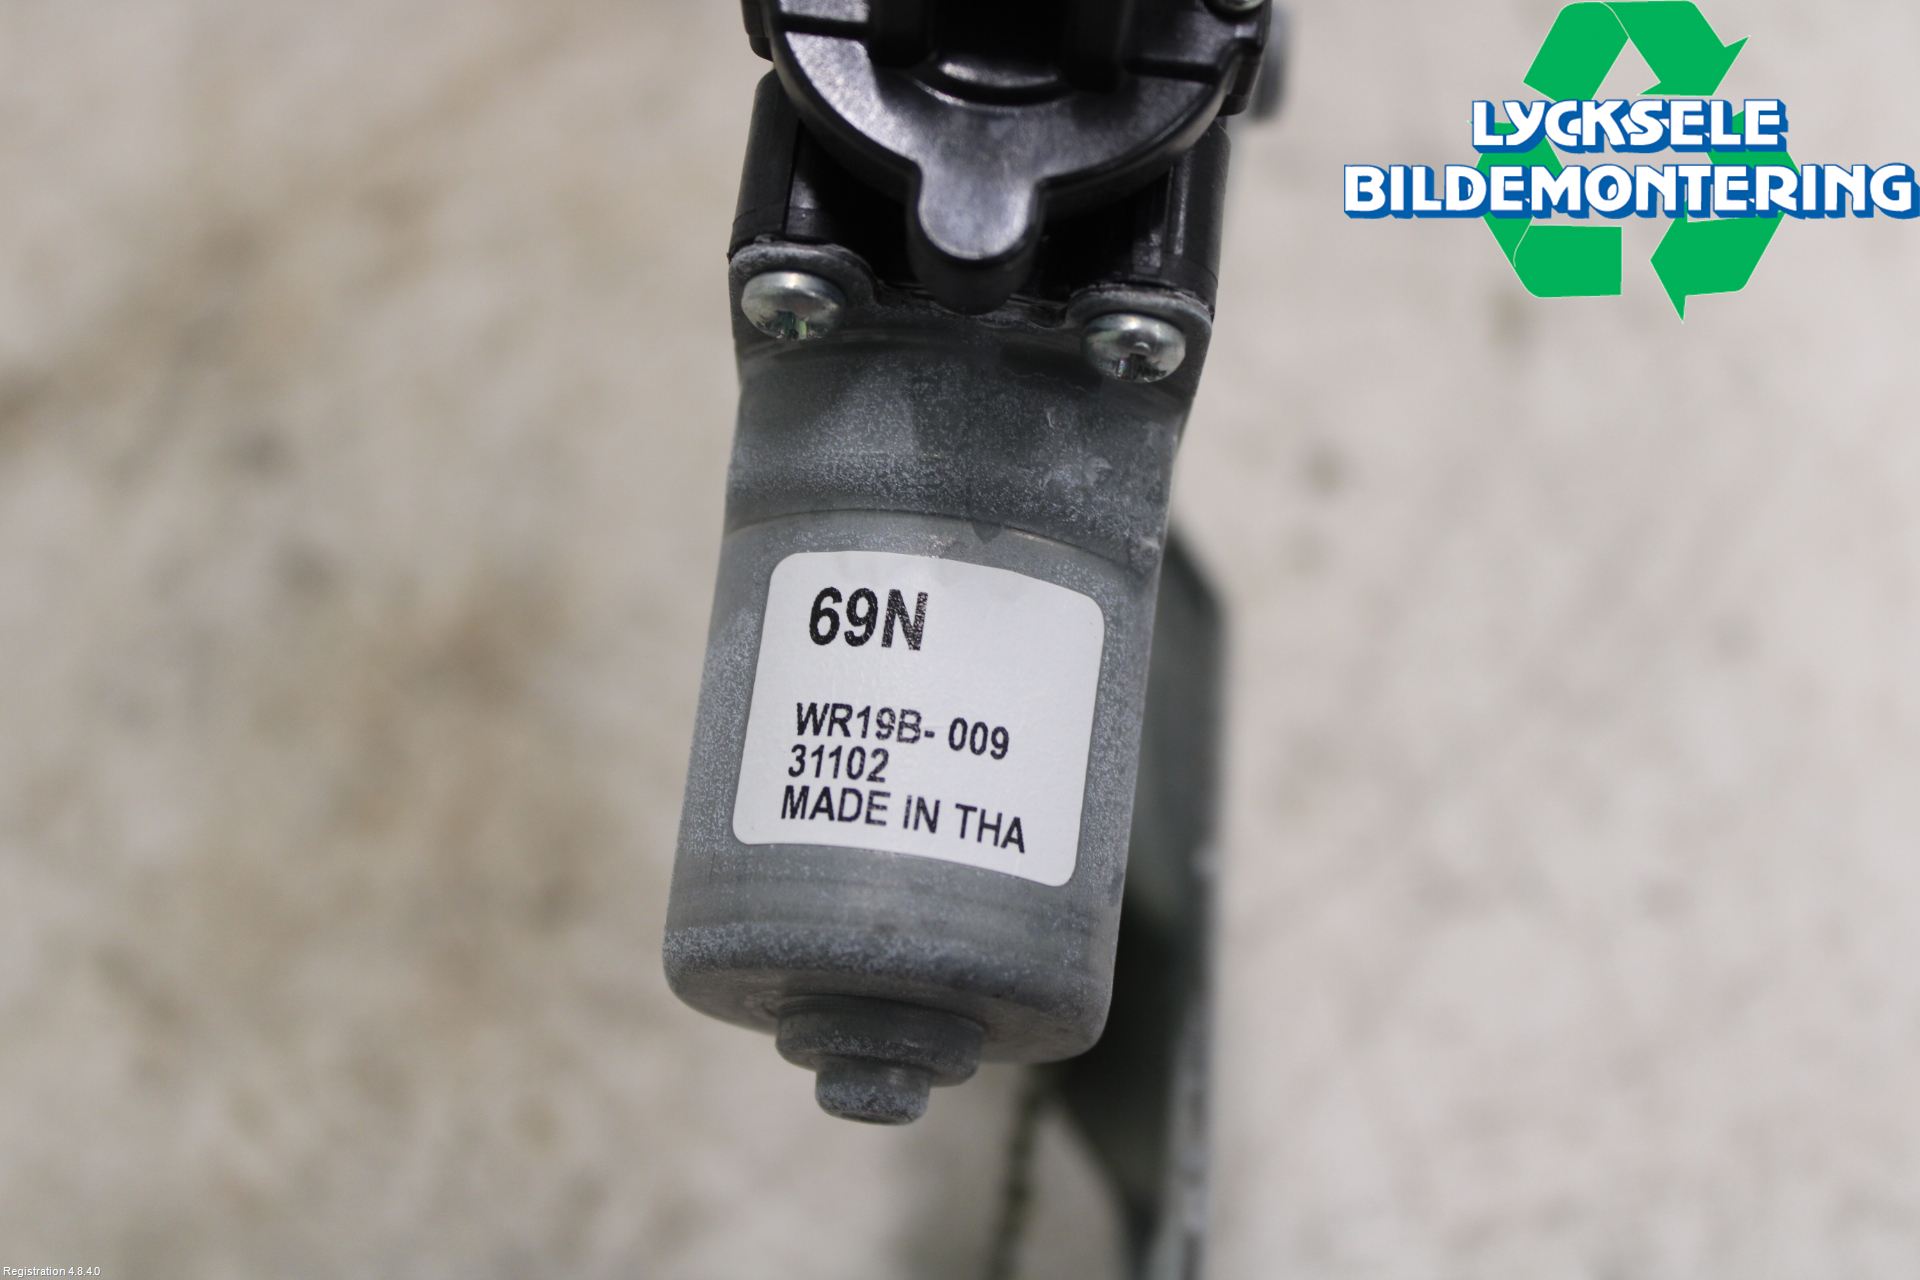 LYCKSELE
BILDEMONTERING
69N
WR19B- 009
31102
MADE IN THA
Registration 4.8.4.0